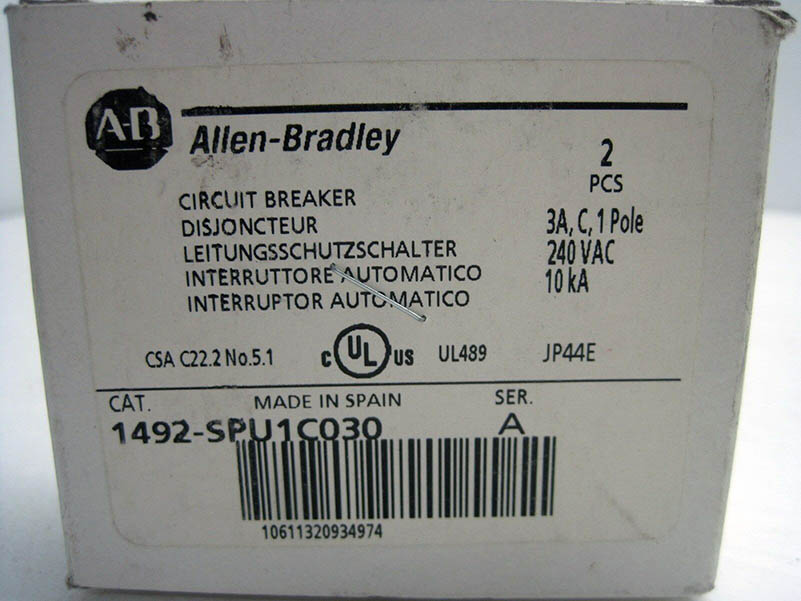 A-B
Allen-Bradley
2
PCS
CIRCUIT BREAKER
DISJONCTEUR
LEITUNGSSCHUTZSCHALTER
INTERRUTTORE AUTOMATICO
INTERRUPTOR AUTOMATICO
3A, C, 1 Pole
240 VAC
10 kA
CSA C22.2 No.5.1
c UL US
UL489
JP44E
CAT.
MADE IN SPAIN
SER.
1492-SPU1C030
A
10611320934974